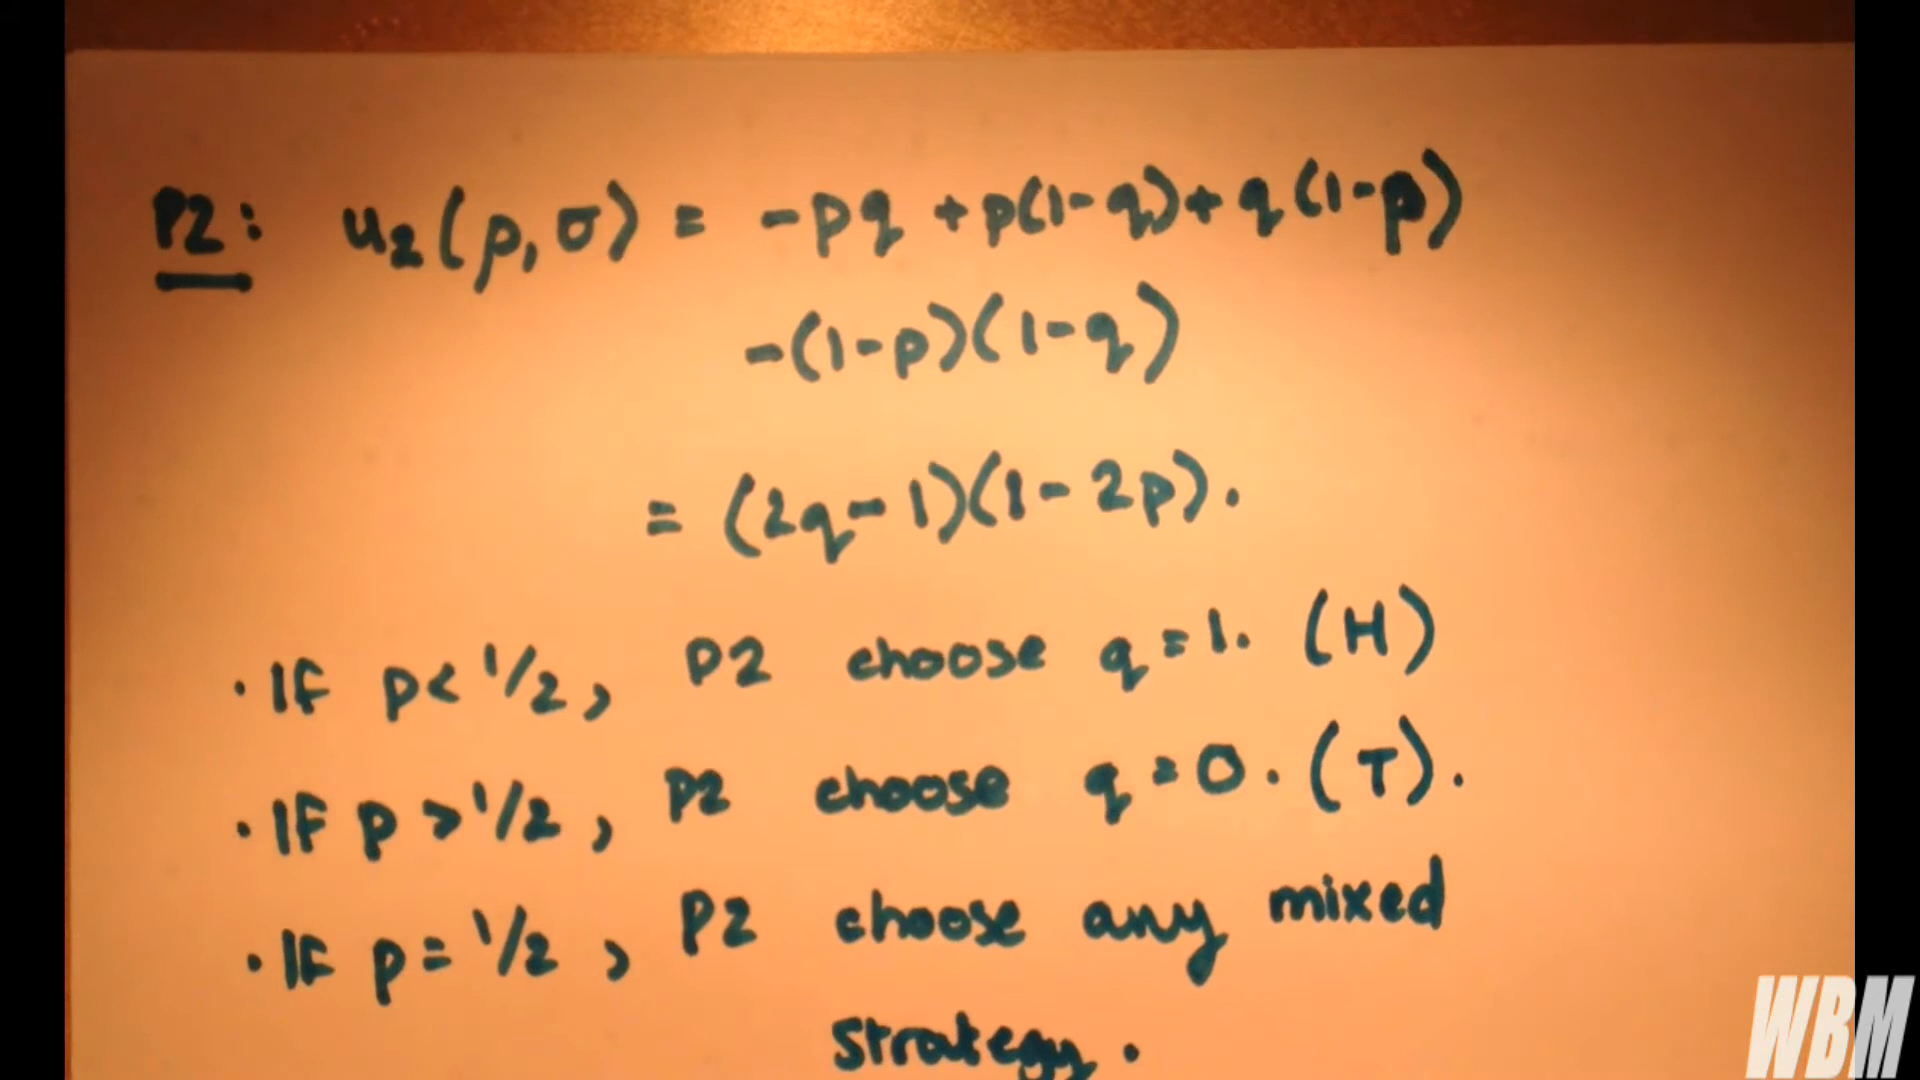 P2: u₂(p,σ) = -pq +p(1-q)+ q(1-p)
-(1-p)(1-q)
= (2q-1)(1-2p).
· If p< 1/2, P2 choose q=1. (H)
· If p > 1/2, P2 choose q=0. (T).
· If p = 1/2, P2 choose any mixed
strategy.
WBM